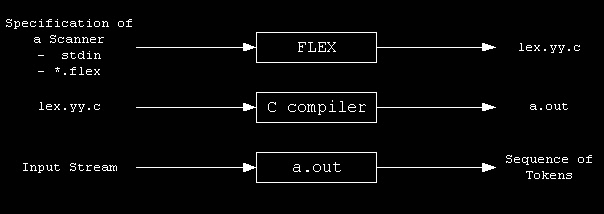 Specification of
a Scanner
- stdin
- *.flex
FLEX
lex.yy.c
lex.yy.c
C compiler
a.out
Input Stream
a.out
Sequence of
Tokens